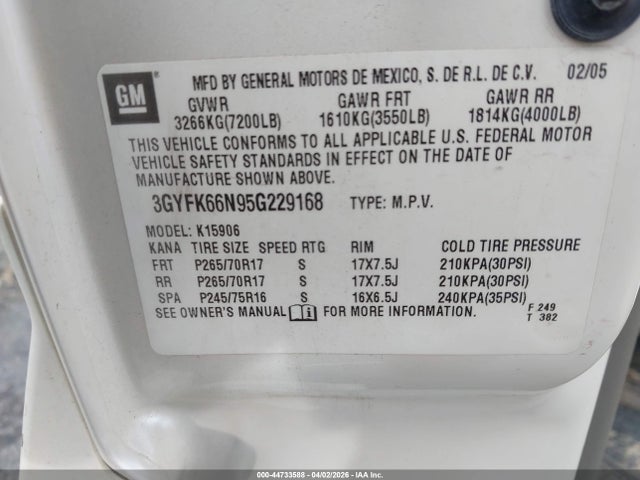 GM
®
MFD BY GENERAL MOTORS DE MEXICO, S. DE R.L. DE C.V. 02/05
GVWR GAWR FRT GAWR RR
3266KG(7200LB) 1610KG(3550LB) 1814KG(4000LB)
THIS VEHICLE CONFORMS TO ALL APPLICABLE U.S. FEDERAL MOTOR
VEHICLE SAFETY STANDARDS IN EFFECT ON THE DATE OF
MANUFACTURE SHOWN ABOVE.
3GYFK66N95G229168 TYPE: M.P.V.
MODEL: K15906
KANA TIRE SIZE SPEED RTG RIM COLD TIRE PRESSURE
FRT P265/70R17 S 17X7.5J 210KPA(30PSI)
RR P265/70R17 S 17X7.5J 210KPA(30PSI)
SPA P245/75R16 S 16X6.5J 240KPA(35PSI)
SEE OWNER'S MANUAL FOR MORE INFORMATION.
F 249
T 382
000-44733588 - 04/02/2026 - IAA Inc.